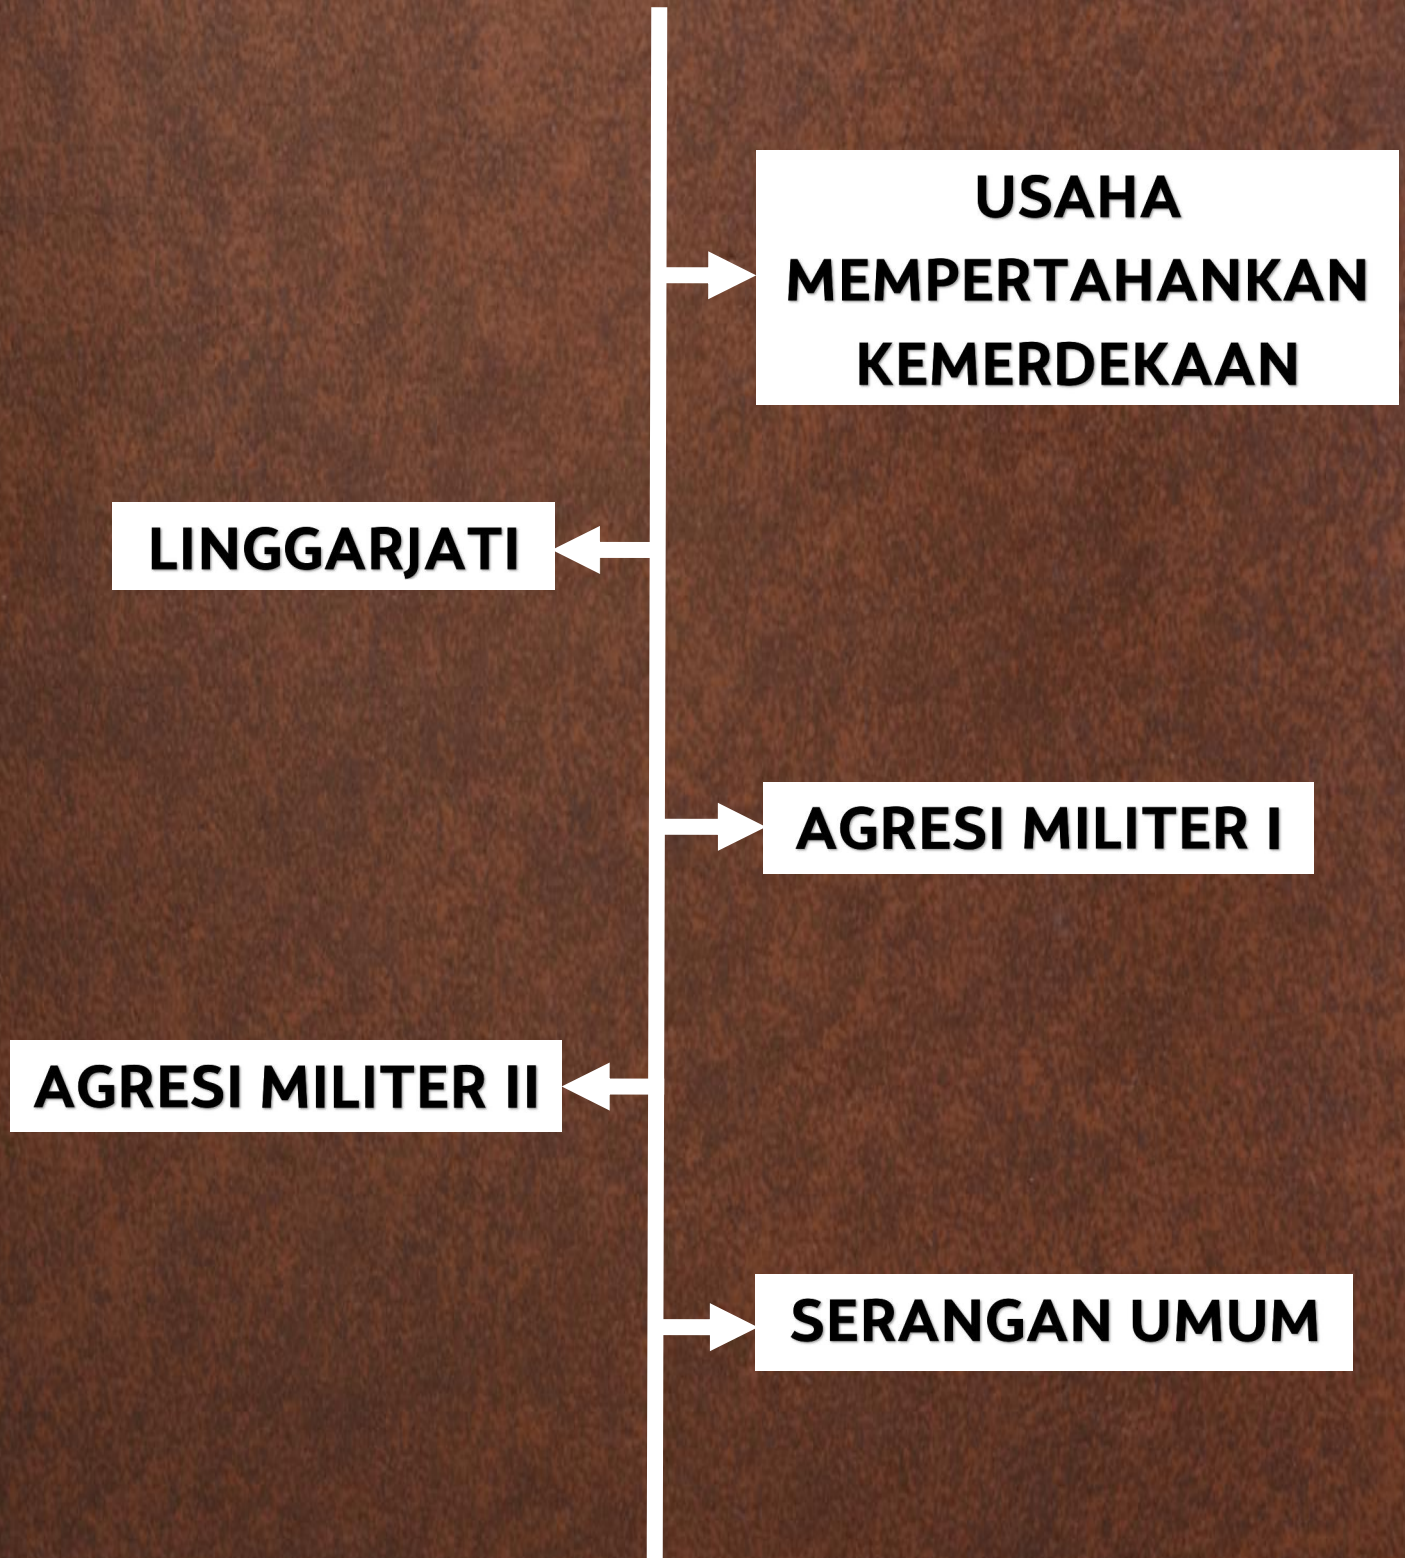 USAHA
MEMPERTAHANKAN
KEMERDEKAAN
LINGGARJATI
AGRESI MILITER I
AGRESI MILITER II
SERANGAN UMUM